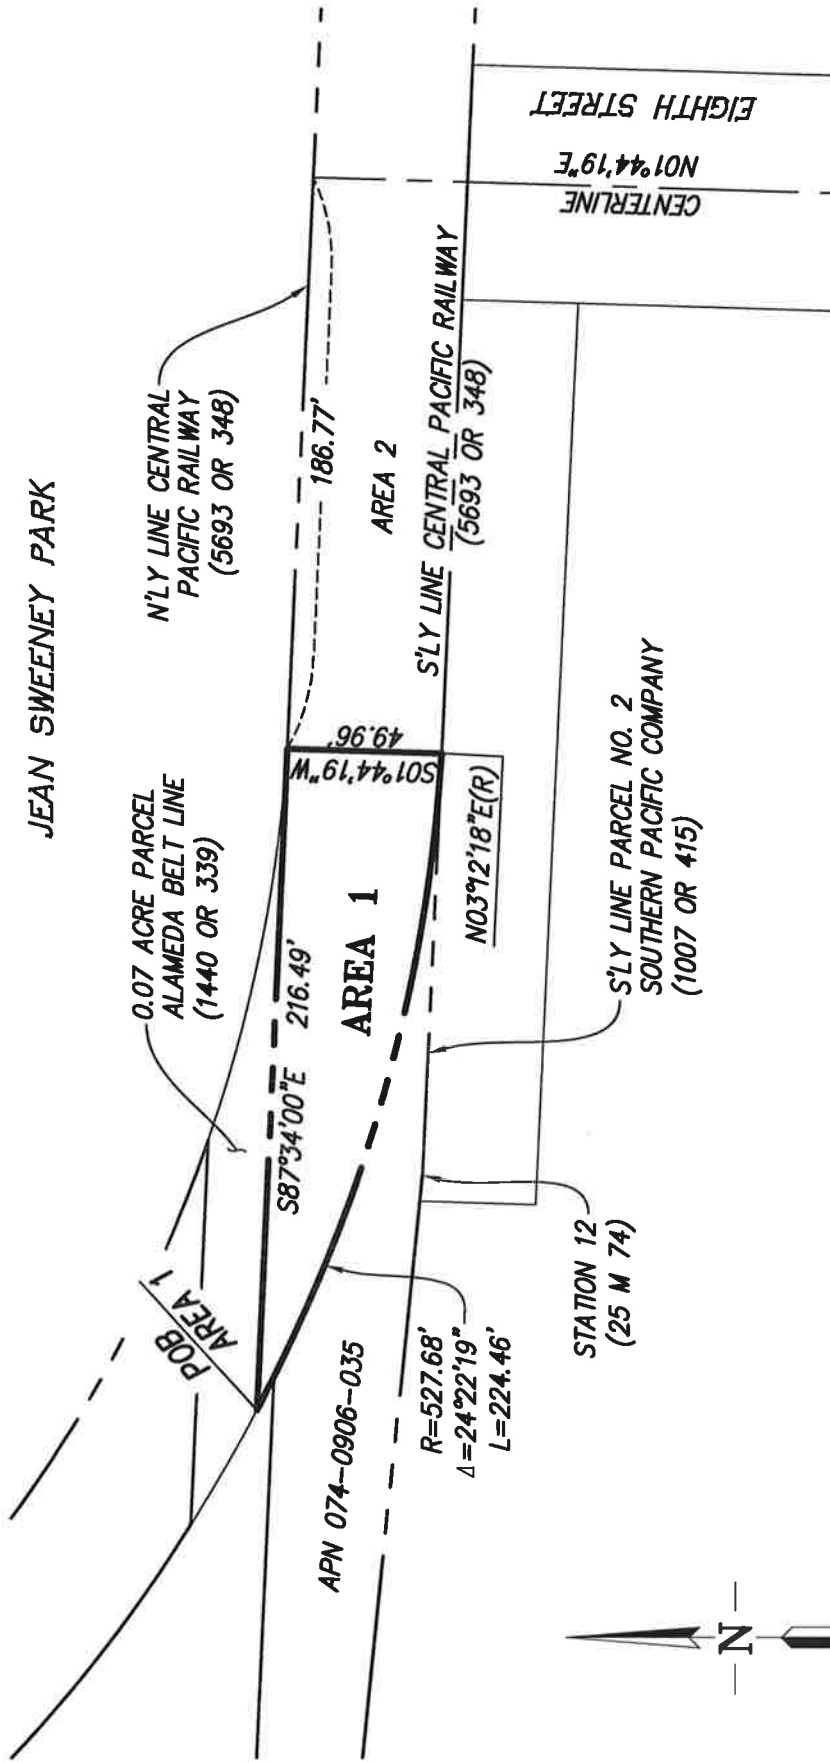 JEAN SWEENEY PARK
N'LY LINE CENTRAL
PACIFIC RAILWAY
(5693 OR 348)
0.07 ACRE PARCEL
ALAMEDA BELT LINE
(1440 OR 339)
POB
AREA 1
S87°34'00"E 216.49'
AREA 1
S01°44'19"W
49.96'
186.77'
AREA 2
S'LY LINE CENTRAL PACIFIC RAILWAY
(5693 OR 348)
EIGHTH STREET
N01°44'19"E
CENTERLINE
N03°12'18"E(R)
APN 074-0906-035
R=527.68'
Δ=24°22'19"
L=224.46'
STATION 12
(25 M 74)
S'LY LINE PARCEL NO. 2
SOUTHERN PACIFIC COMPANY
(1007 OR 415)
N